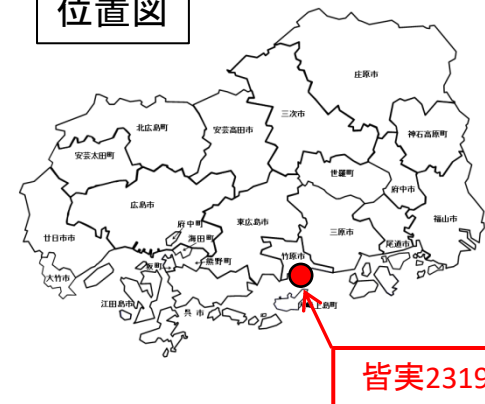 位置図
庄原市
三次市
北広島町
安芸高田市
神石高原町
安芸太田町
世羅町
府中市
広島市
福山市
東広島市
府中町
三原市
海田町
廿日市市
尾道市
竹原市
熊野町
坂町
大竹市
江田島市
呉市
上島町
皆実2319